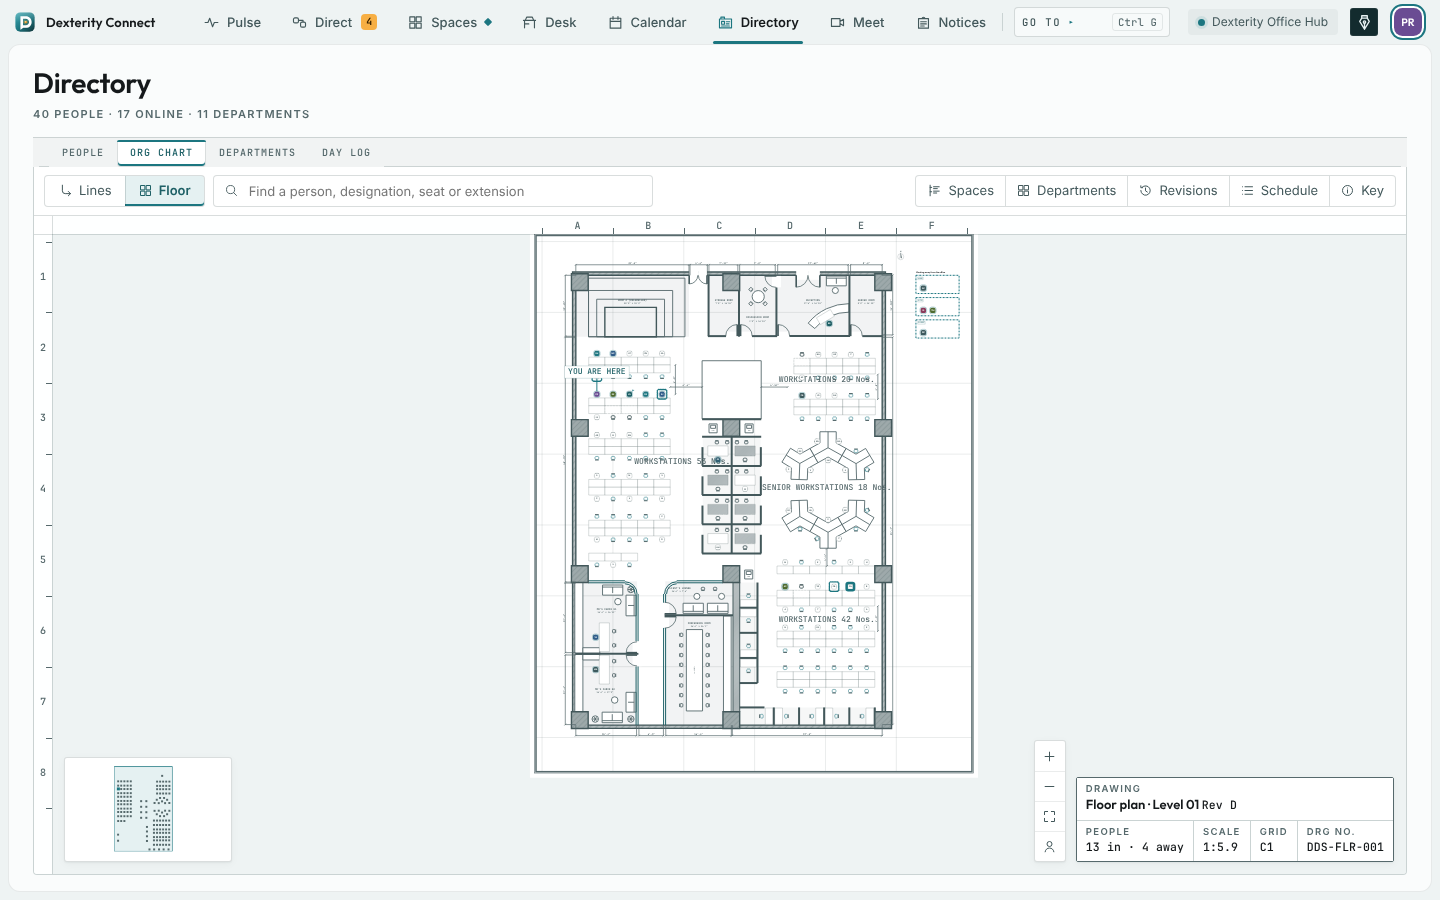 Dexterity Connect
Pulse
Direct
4
Spaces
Desk
Calendar
Directory
Meet
Notices
GO TO
Ctrl G
Dexterity Office Hub
PR
Directory
40 PEOPLE · 17 ONLINE · 11 DEPARTMENTS
PEOPLE
ORG CHART
DEPARTMENTS
DAY LOG
Lines
Floor
Find a person, designation, seat or extension
Spaces
Departments
Revisions
Schedule
Key
A
B
C
D
E
F
1
2
3
4
5
6
7
8
YOU ARE HERE
WORKSTATIONS 20 Nos.
WORKSTATIONS 53 Nos.
SENIOR WORKSTATIONS 18 Nos.
WORKSTATIONS 42 Nos.
DRAWING
Floor plan · Level 01 Rev D
PEOPLE
13 in · 4 away
SCALE
1:5.9
GRID
C1
DRG NO.
DDS-FLR-001